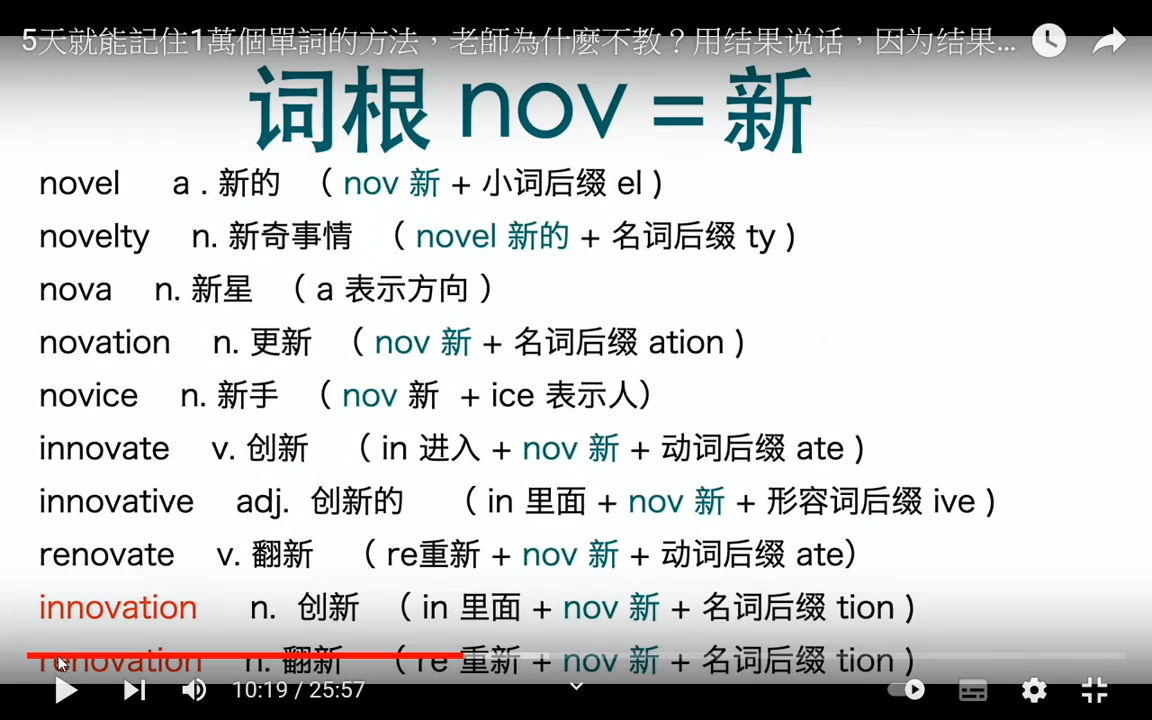 5天就能記住1萬個單詞的方法，老師為什麼不教？用结果说话，因为结果...
词根 nov = 新
novel a . 新的 （ nov 新 + 小词后缀 el )
novelty n. 新奇事情 （ novel 新的 + 名词后缀 ty )
nova n. 新星 （ a 表示方向 ）
novation n. 更新 （ nov 新 + 名词后缀 ation )
novice n. 新手 （ nov 新 + ice 表示人）
innovate v. 创新 （ in 进入 + nov 新 + 动词后缀 ate )
innovative adj. 创新的 （ in 里面 + nov 新 + 形容词后缀 ive )
renovate v. 翻新 （ re重新 + nov 新 + 动词后缀 ate）
innovation n. 创新 （ in 里面 + nov 新 + 名词后缀 tion )
renovation n. 翻新 （ re 重新 + nov 新 + 名词后缀 tion )
10:19 / 25:57